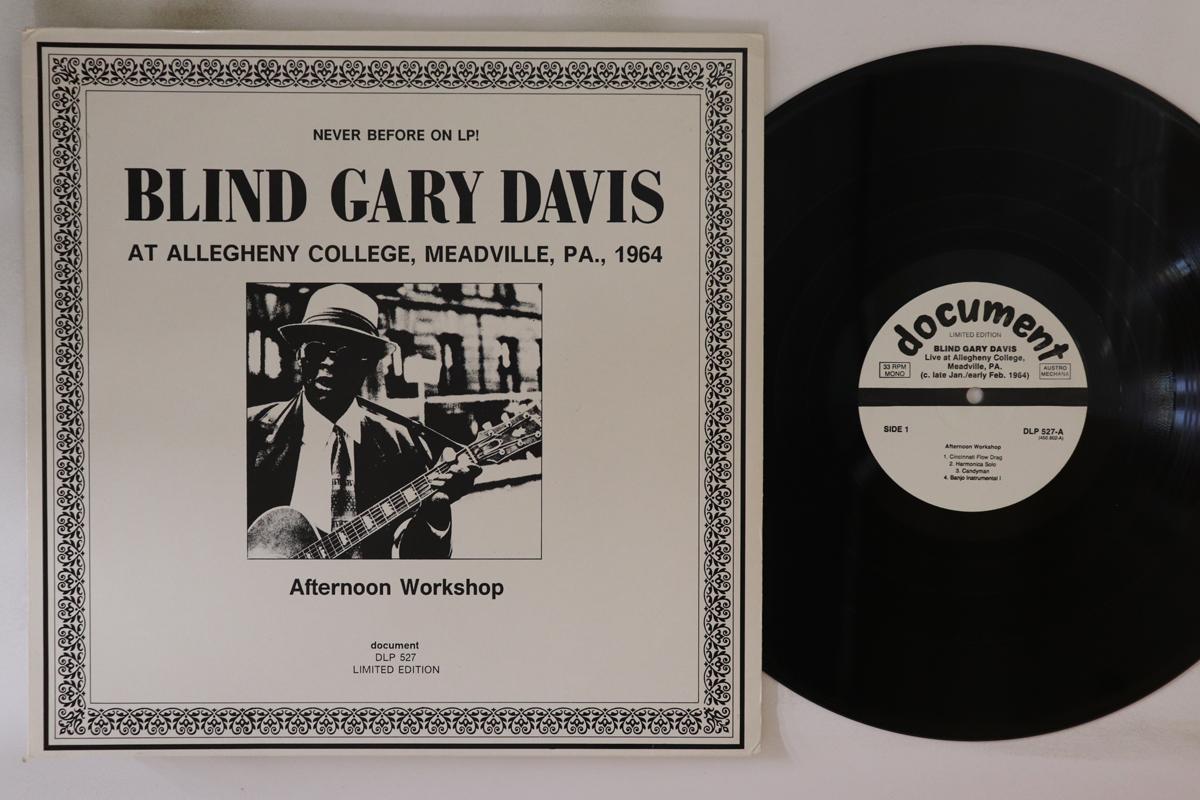 NEVER BEFORE ON LP!
BLIND GARY DAVIS
AT ALLEGHENY COLLEGE, MEADVILLE, PA., 1964
Afternoon Workshop
document
DLP 527
LIMITED EDITION
document
LIMITED EDITION
BLIND GARY DAVIS
Live at Allegheny College,
Meadville, PA.
(c. late Jan./early Feb. 1964)
33 RPM
MONO
AUSTRO
MECHANA
SIDE 1
DLP 527-A
(450.802-A)
Afternoon Workshop
1. Cincinnati Flow Drag
2. Harmonica Solo
3. Candyman
4. Banjo Instrumental I